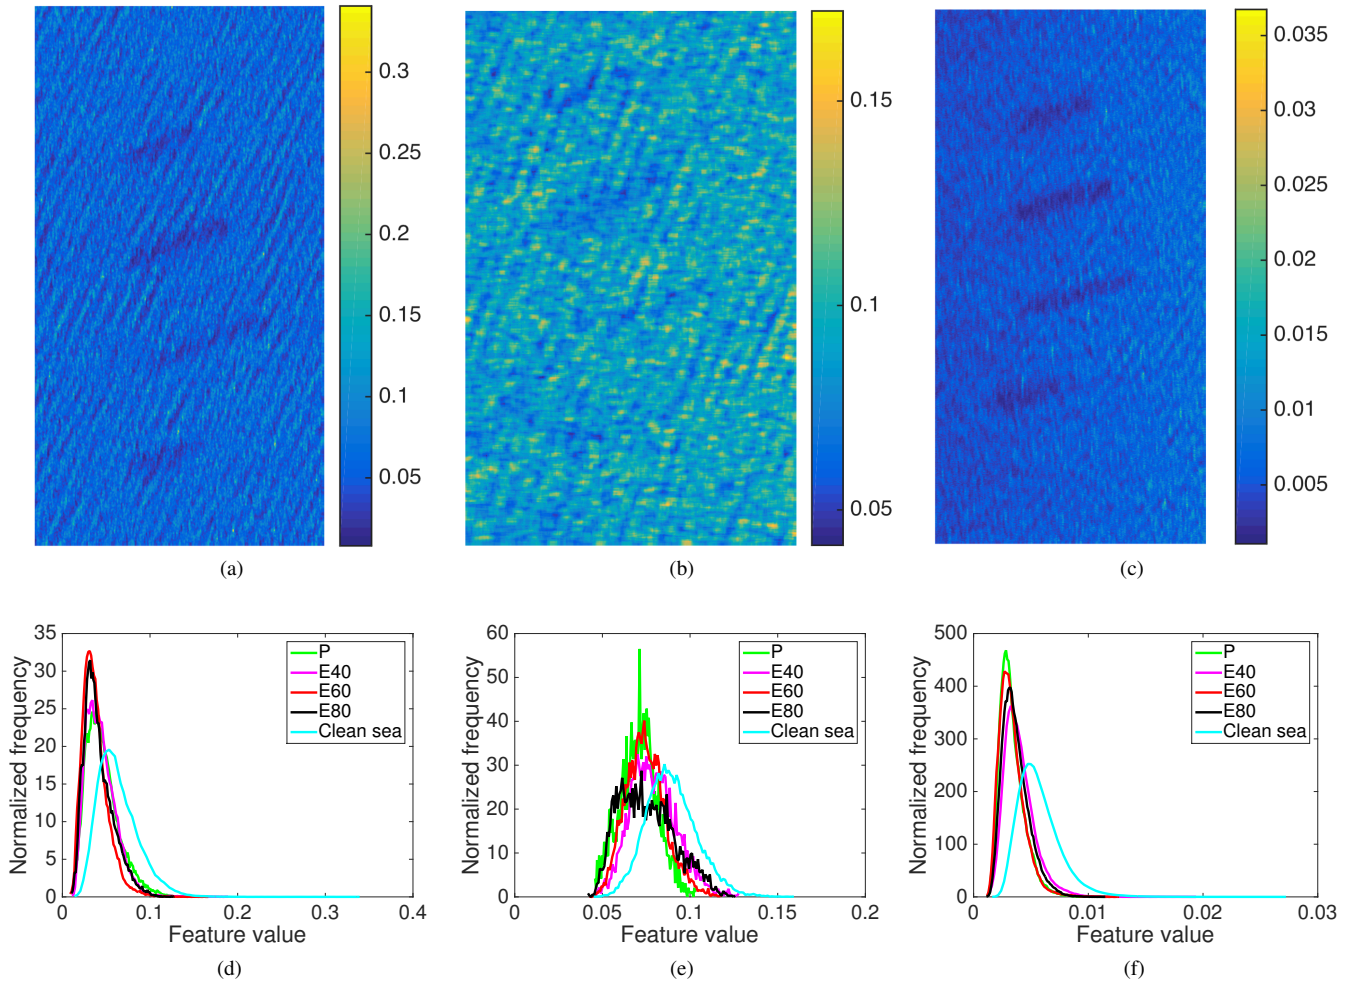 0.3
0.25
0.2
0.15
0.1
0.05
(a)
0.15
0.1
0.05
(b)
0.035
0.03
0.025
0.02
0.015
0.01
0.005
(c)
Normalized frequency
35
30
25
20
15
10
5
0
0
0.1
0.2
0.3
0.4
Feature value
P
E40
E60
E80
Clean sea
(d)
Normalized frequency
60
50
40
30
20
10
0
0
0.05
0.1
0.15
0.2
Feature value
P
E40
E60
E80
Clean sea
(e)
Normalized frequency
500
400
300
200
100
0
0
0.01
0.02
0.03
Feature value
P
E40
E60
E80
Clean sea
(f)